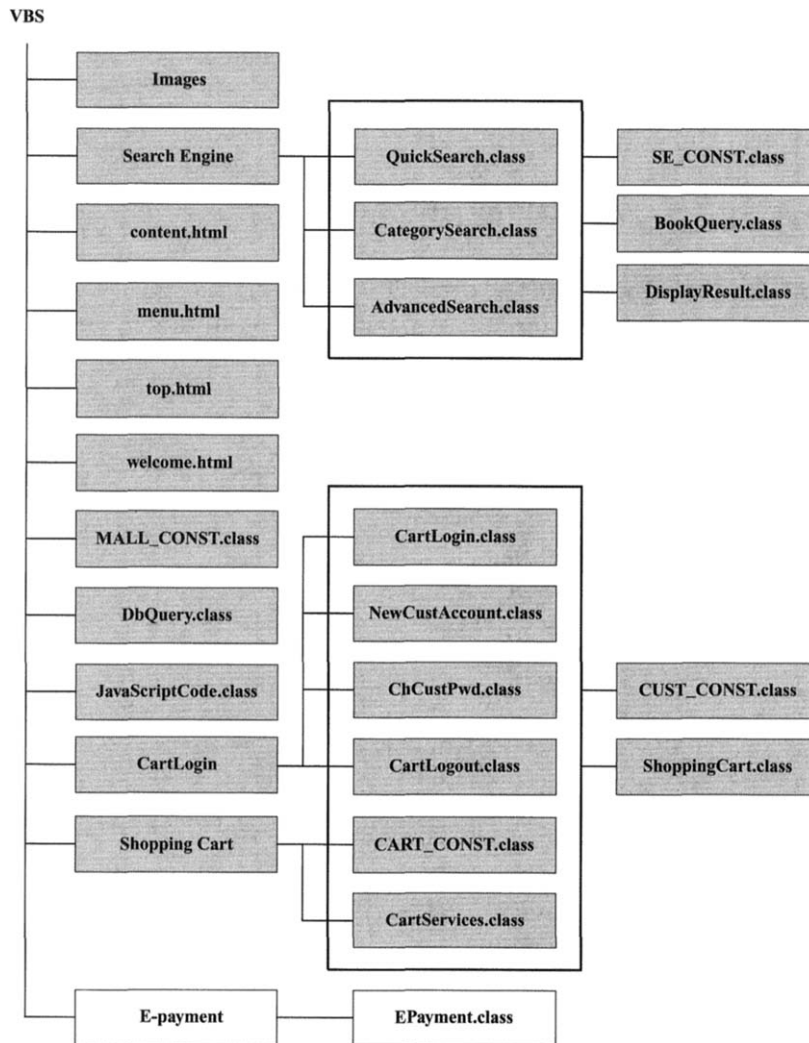 VBS
Images
Search Engine
QuickSearch.class
SE_CONST.class
CategorySearch.class
BookQuery.class
content.html
AdvancedSearch.class
DisplayResult.class
menu.html
top.html
welcome.html
MALL_CONST.class
CartLogin.class
DbQuery.class
NewCustAccount.class
JavaScriptCode.class
ChCustPwd.class
CUST_CONST.class
CartLogin
CartLogout.class
ShoppingCart.class
Shopping Cart
CART_CONST.class
CartServices.class
E-payment
EPayment.class